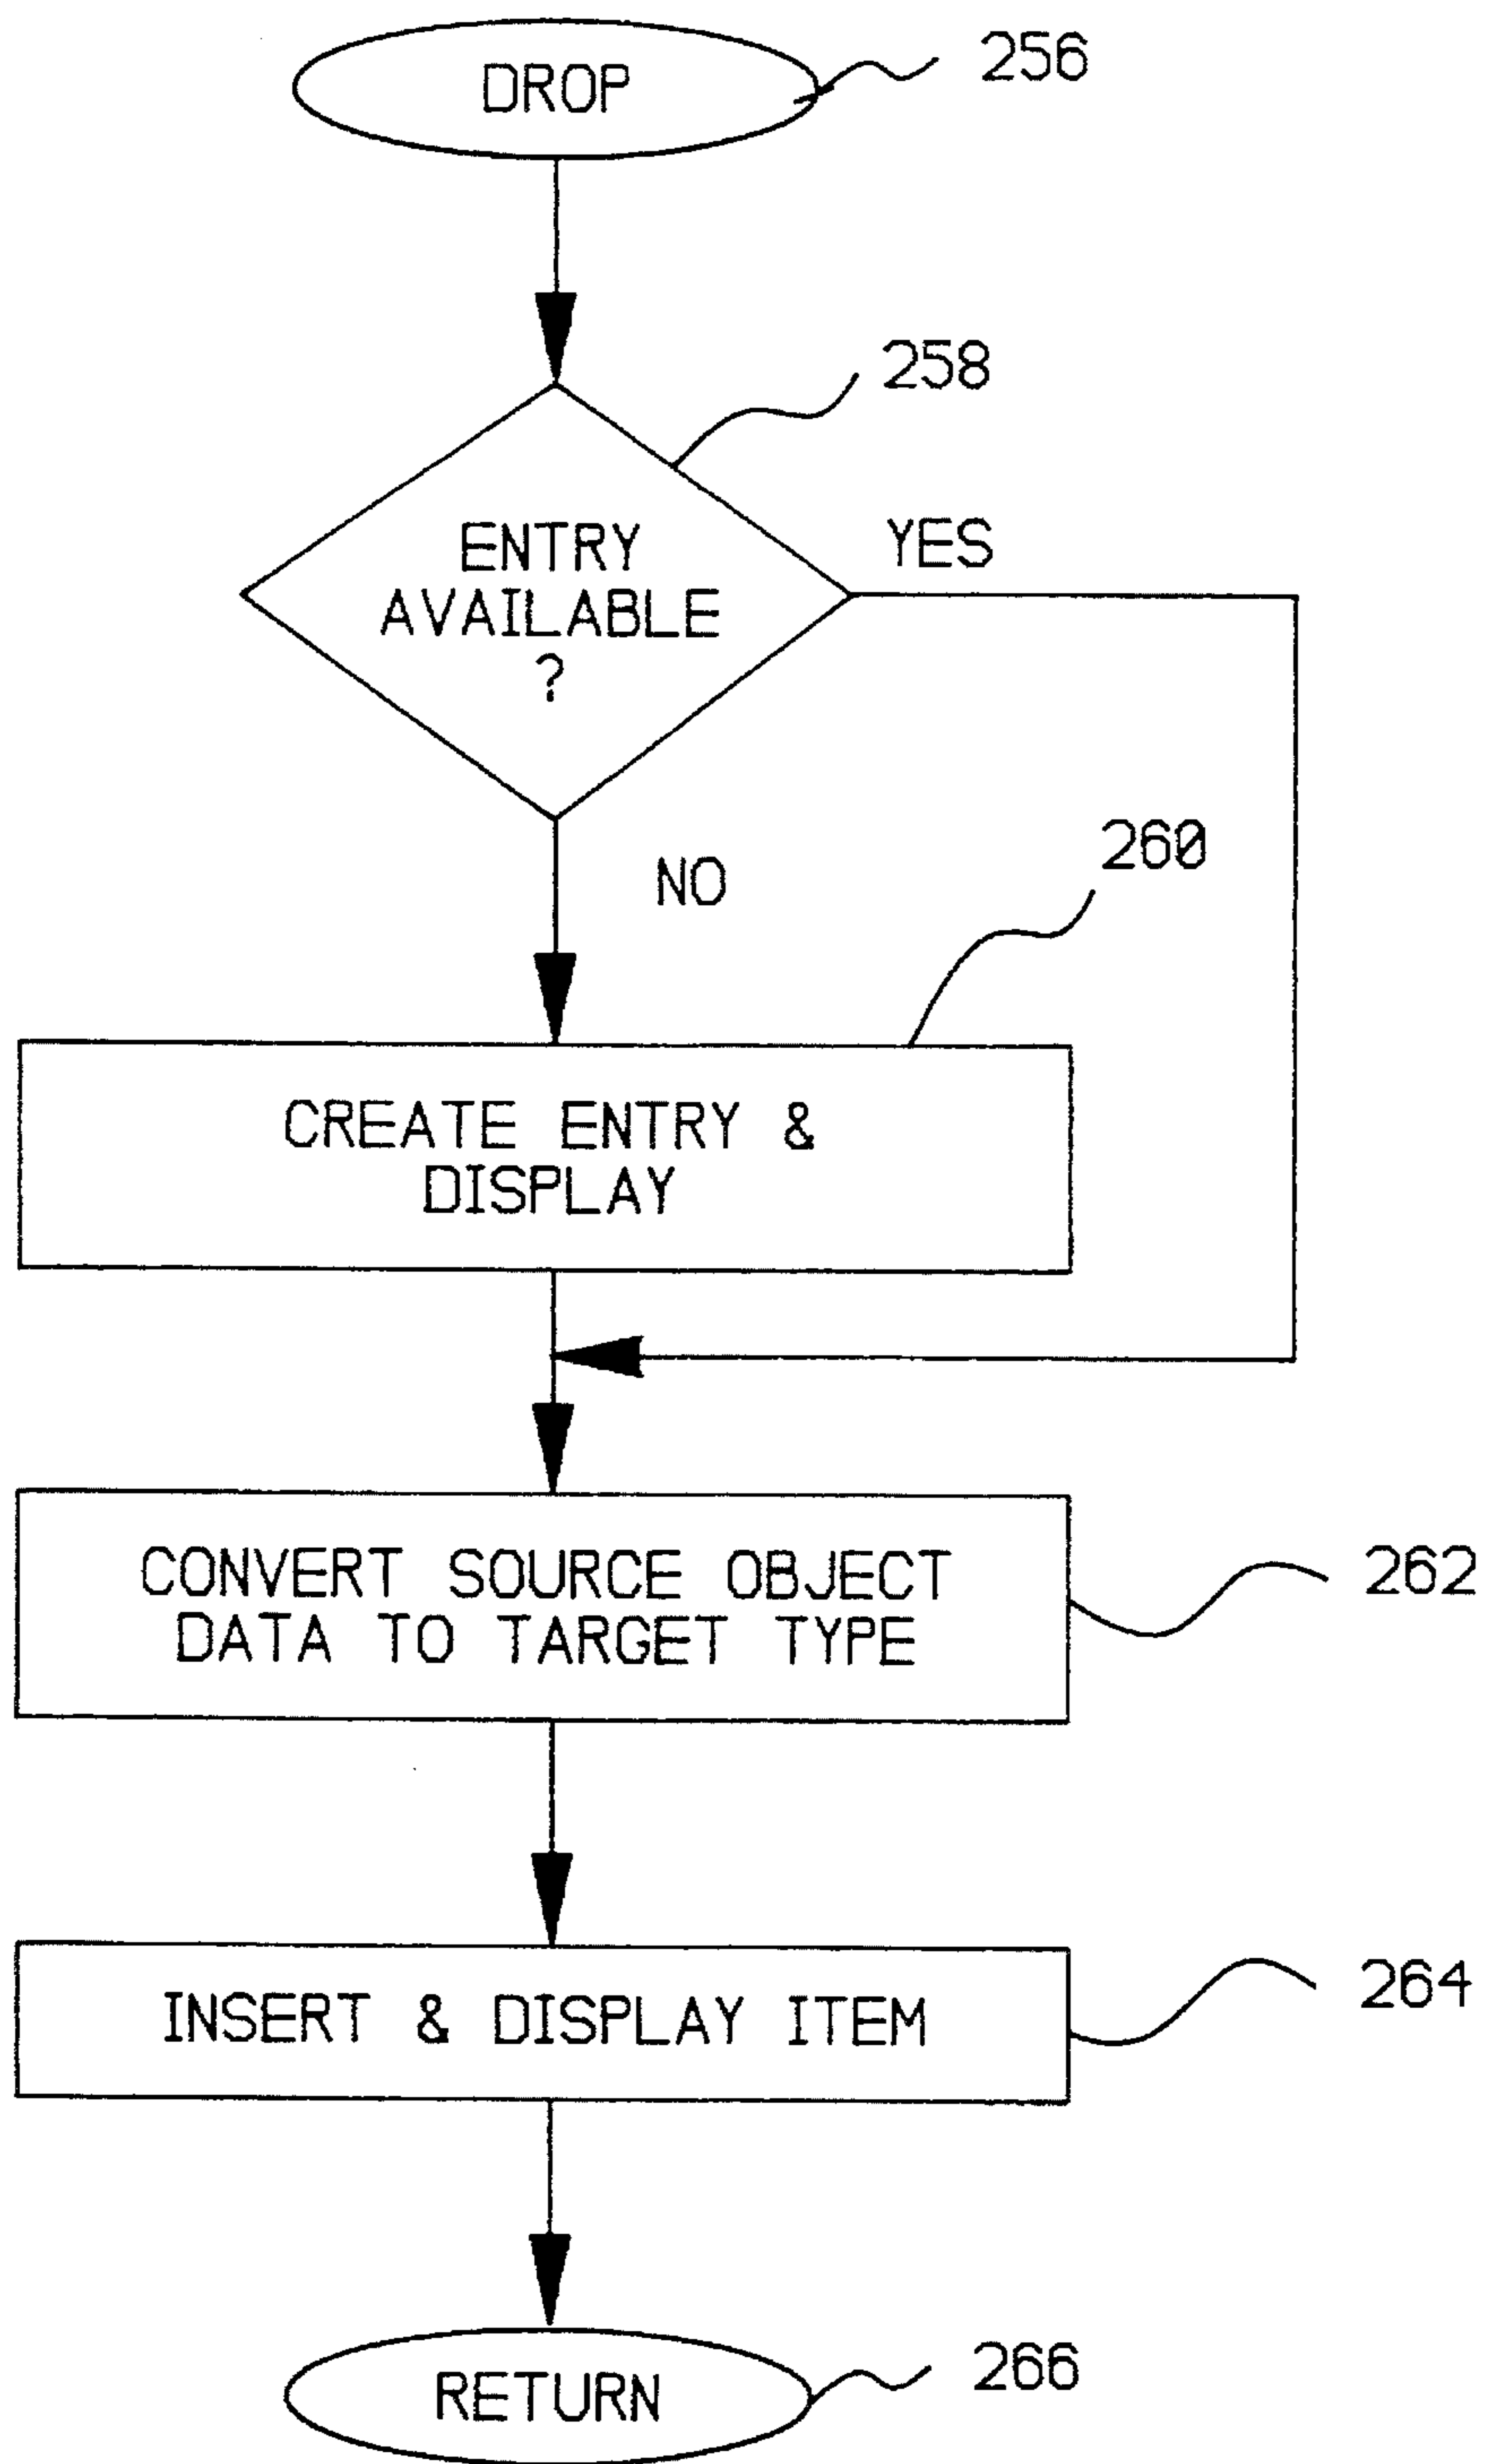 DROP
256
258
ENTRY
AVAILABLE
?
YES
NO
260
CREATE ENTRY &
DISPLAY
CONVERT SOURCE OBJECT
DATA TO TARGET TYPE
262
INSERT & DISPLAY ITEM
264
RETURN
266